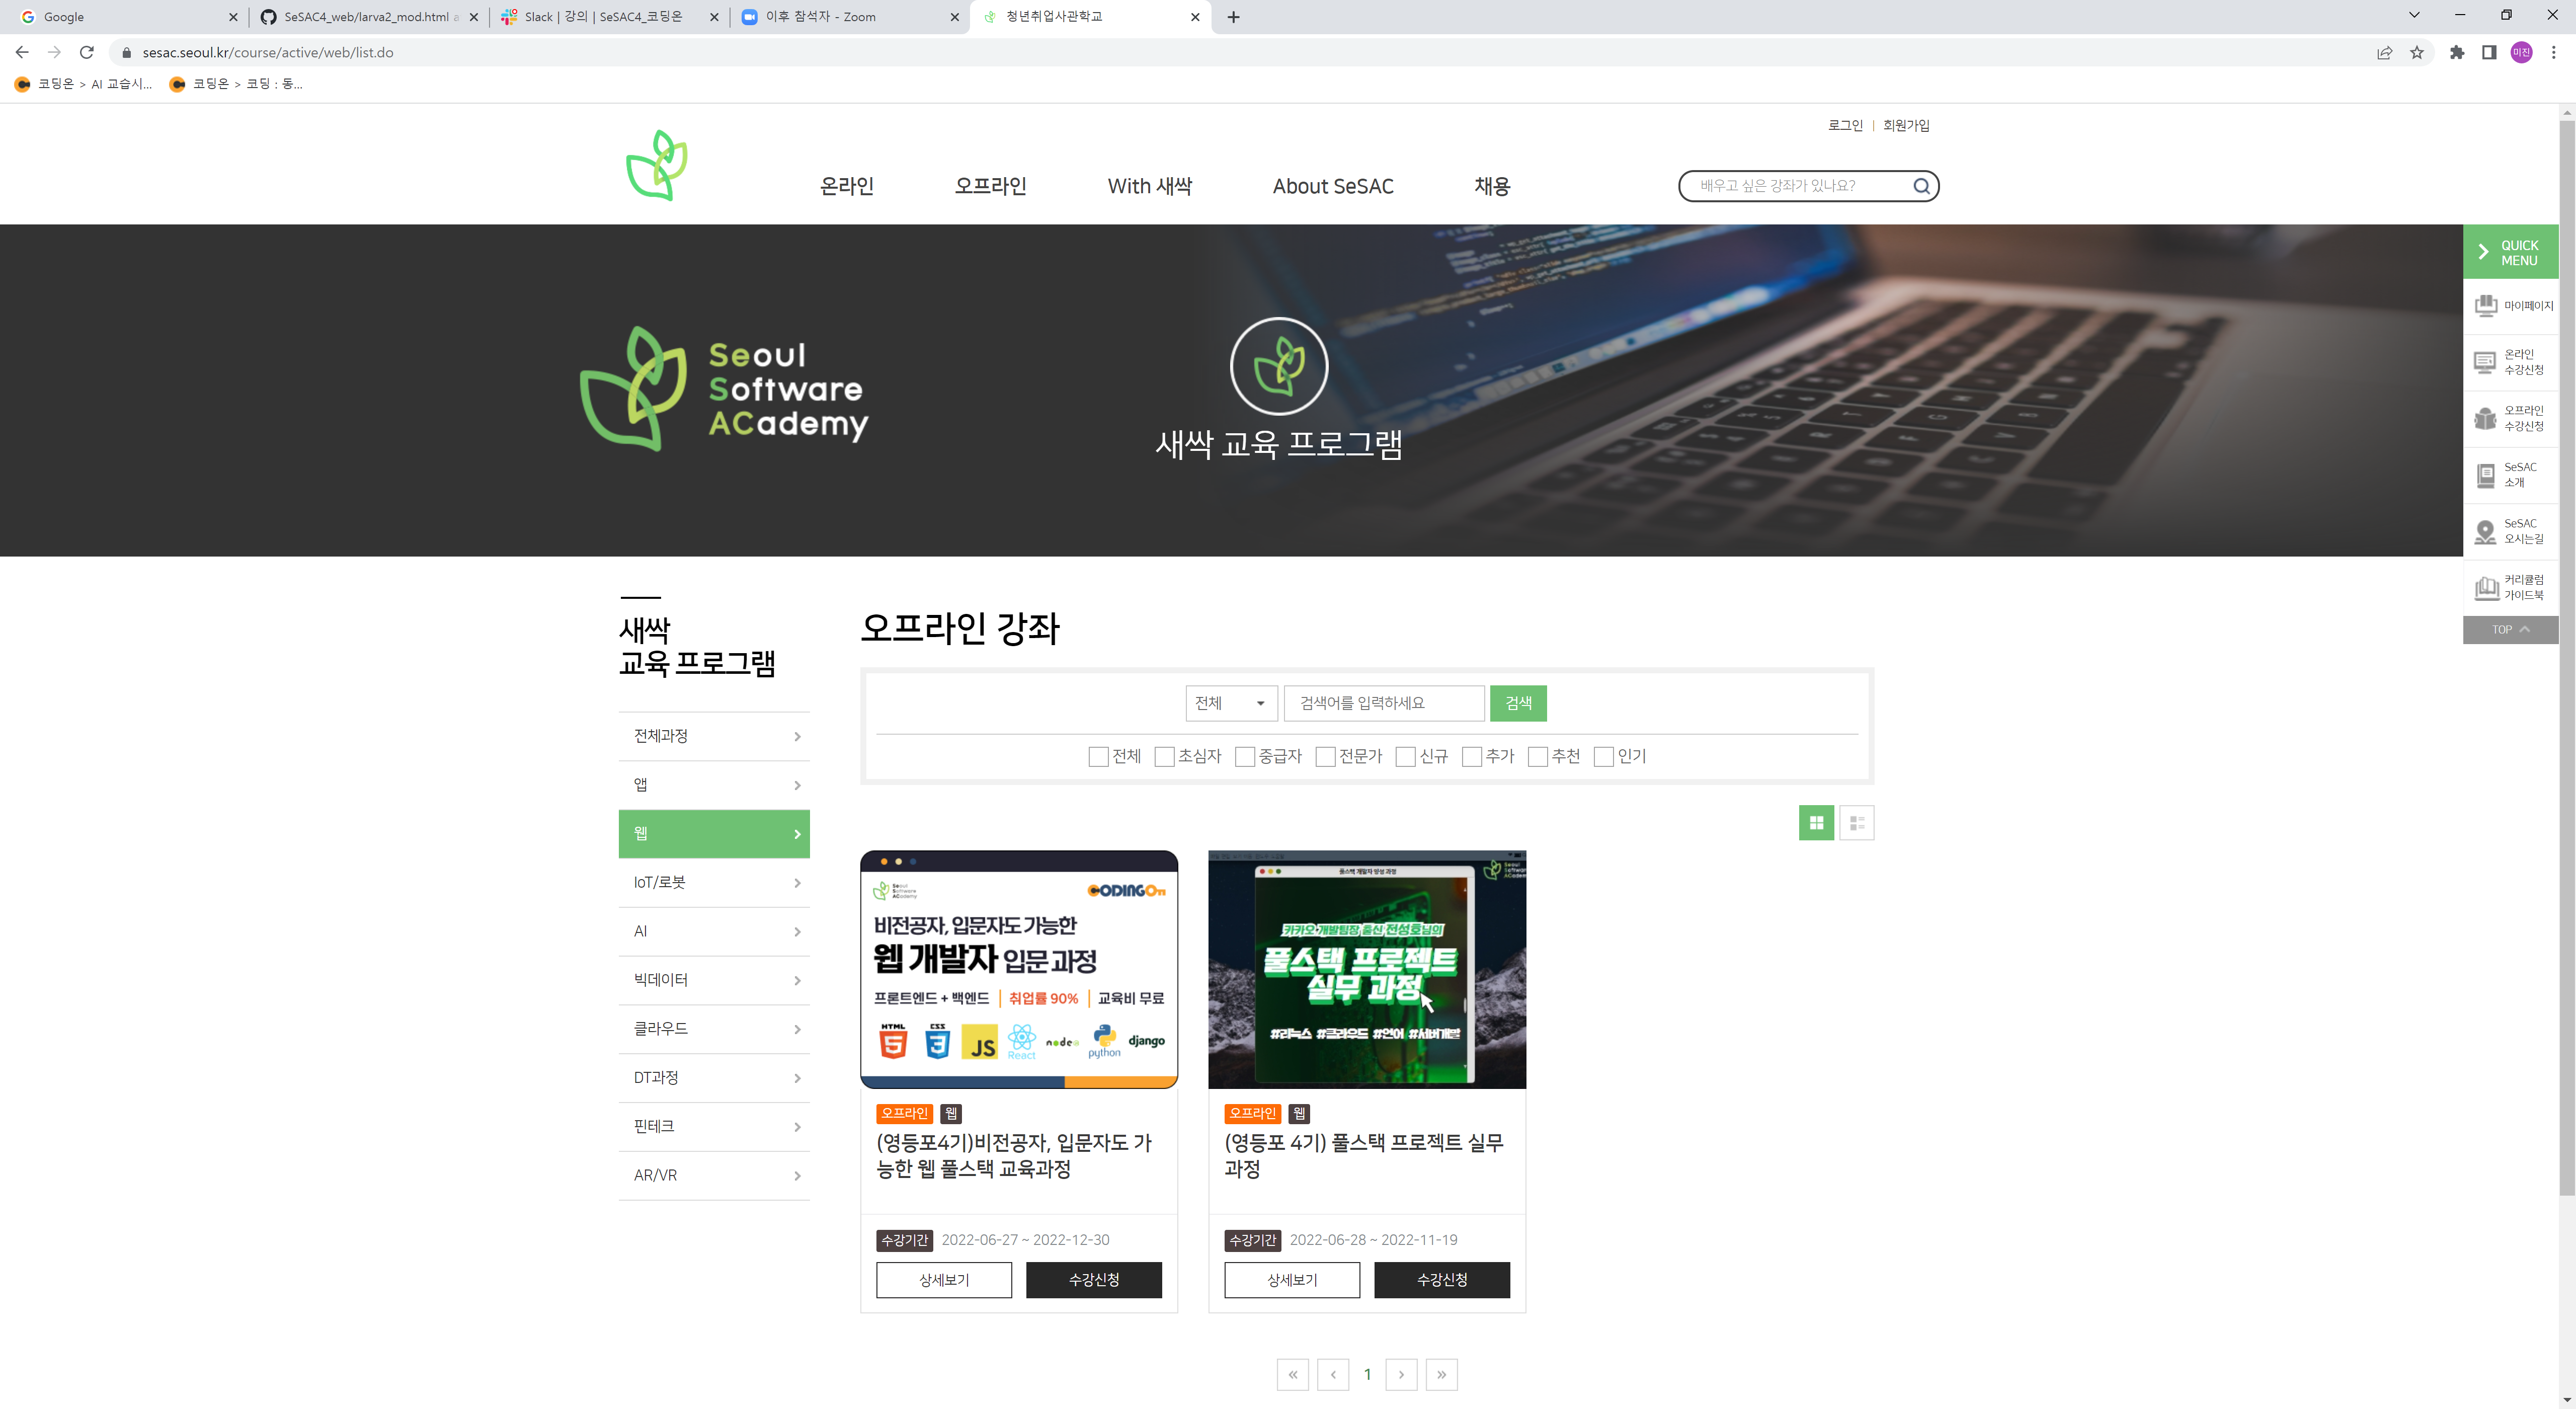 Google
SeSAC4_web/larva2_mod.html a
Slack | 강의 | SeSAC4_코딩온
이후 참석자 - Zoom
청년취업사관학교
sesac.seoul.kr/course/active/web/list.do
미진
코딩온 > AI 교습시...
코딩온 > 코딩 : 동...
로그인 | 회원가입
온라인
오프라인
With 새싹
About SeSAC
채용
배우고 싶은 강좌가 있나요?
Seoul
Software
ACademy
새싹 교육 프로그램
QUICK
MENU
마이페이지
온라인
수강신청
오프라인
수강신청
SeSAC
소개
SeSAC
오시는길
커리큘럼
가이드북
TOP
새싹
교육 프로그램
전체과정
앱
웹
IoT/로봇
AI
빅데이터
클라우드
DT과정
핀테크
AR/VR
오프라인 강좌
전체
검색어를 입력하세요
검색
전체 초심자 중급자 전문가 신규 추가 추천 인기
Seoul
Software
ACademy
CODINGOn
비전공자, 입문자도 가능한
웹 개발자 입문 과정
프론트엔드 + 백엔드 | 취업률 90% | 교육비 무료
HTML 5
CSS 3
JS
React
node
python
django
오프라인 웹
(영등포4기)비전공자, 입문자도 가
능한 웹 풀스택 교육과정
수강기간 2022-06-27 ~ 2022-12-30
상세보기
수강신청
풀스택 개발자 양성 과정
Seoul
Software
ACademy
카카오 개발팀장 출신 전성호님의
풀스택 프로젝트
실무 과정
#리눅스 #클라우드 #언어 #서버개발
오프라인 웹
(영등포 4기) 풀스택 프로젝트 실무
과정
수강기간 2022-06-28 ~ 2022-11-19
상세보기
수강신청
« ‹ 1 › »